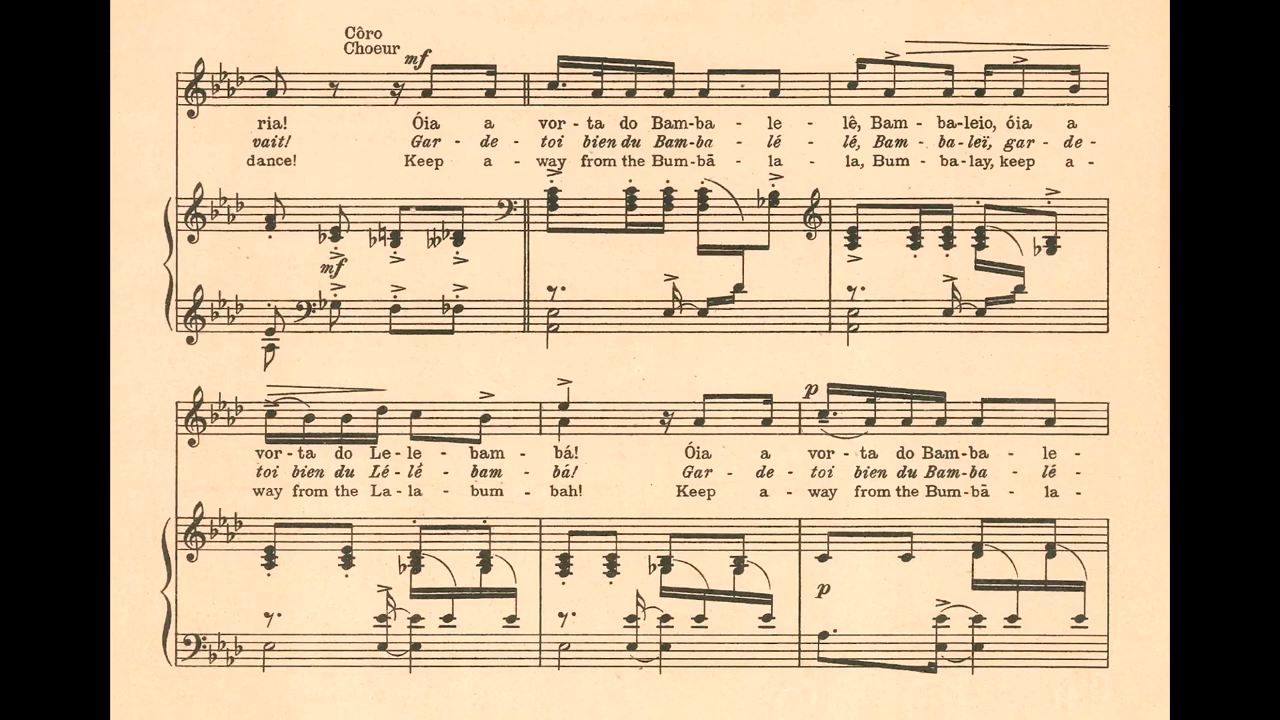 Côro
Choeur
mf
ria! Óia a vor - ta do Bam - ba - le - lê, Bam - ba - leio, óia a
vait! Gar - de - toi bien du Bam - ba - lé - lé, Bam - ba - leï, gar - de -
dance! Keep a - way from the Bum - bā - la - la, Bum - ba - lay, keep a -
mf
p
vor - ta do Le - le - bam - bá! Óia a vor - ta do Bam - ba - le -
toi bien du Lé - lê - bam - bá! Gar - de - toi bien du Bam - ba - lé -
way from the La - la - bum - bah! Keep a - way from the Bum - bā - la -
p